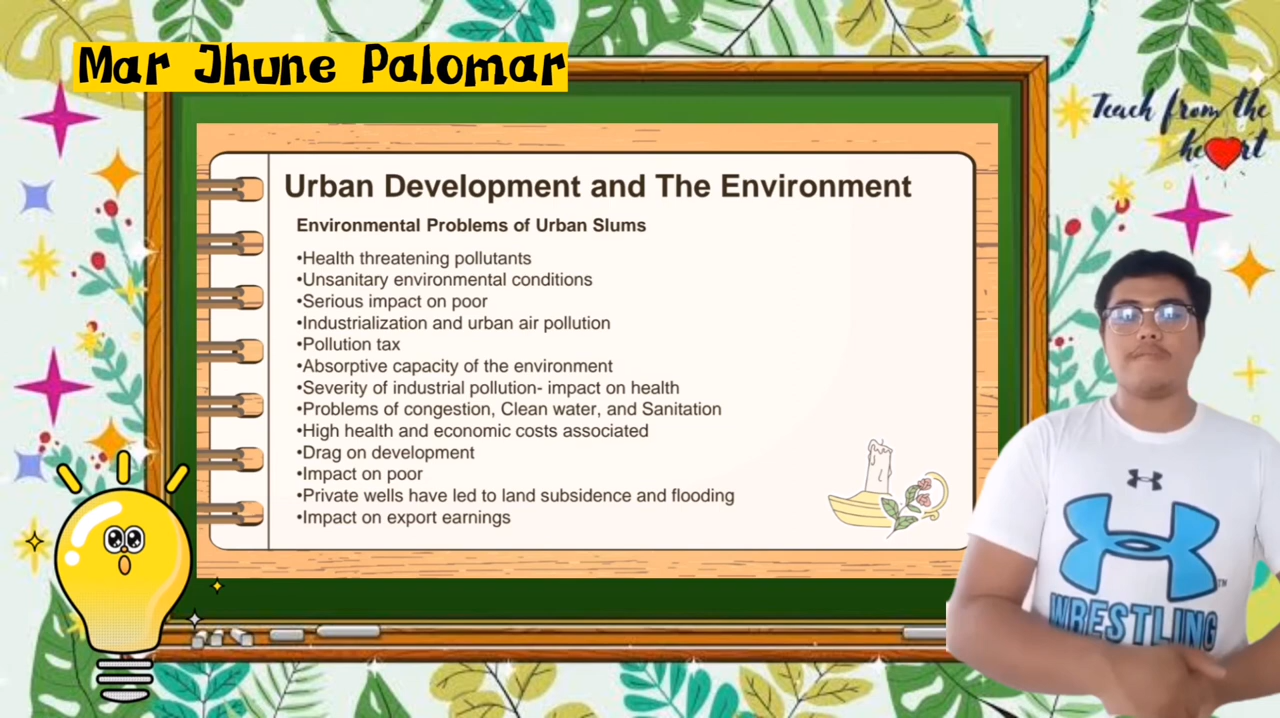 Mar Jhune Palomar
Teach from the
heart
Urban Development and The Environment
Environmental Problems of Urban Slums
•Health threatening pollutants
•Unsanitary environmental conditions
•Serious impact on poor
•Industrialization and urban air pollution
•Pollution tax
•Absorptive capacity of the environment
•Severity of industrial pollution- impact on health
•Problems of congestion, Clean water, and Sanitation
•High health and economic costs associated
•Drag on development
•Impact on poor
•Private wells have led to land subsidence and flooding
•Impact on export earnings
WRESTLING